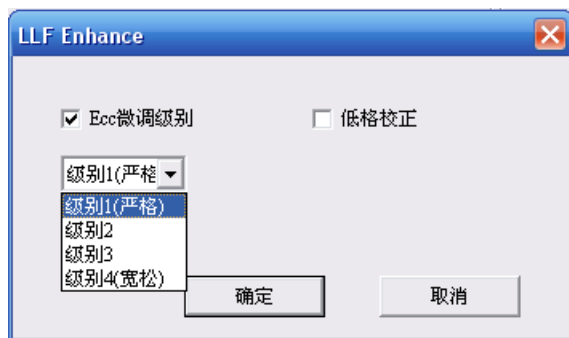 LLF Enhance
Ecc微调级别
低格校正
级别1(严格
级别1(严格)
级别2
级别3
级别4(宽松)
确定
取消